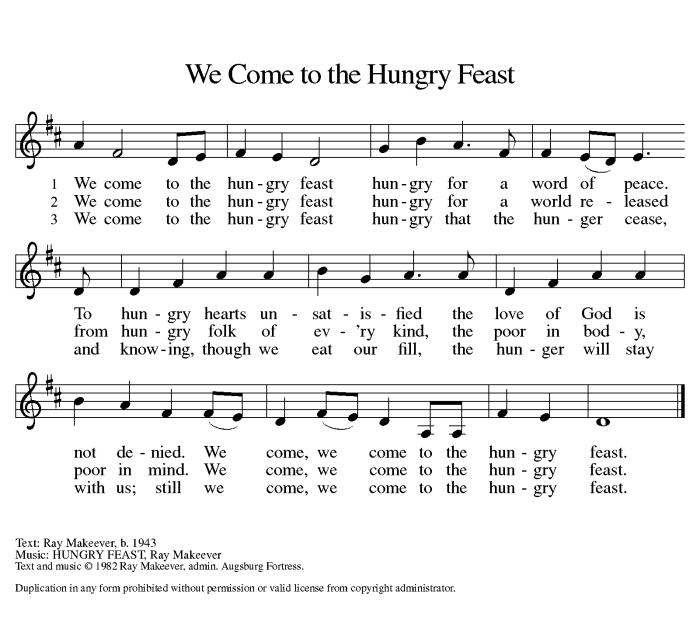 We Come to the Hungry Feast
1 We come to the hun - gry feast hun - gry for a word of peace.
2 We come to the hun - gry feast hun - gry for a world re - leased
3 We come to the hun - gry feast hun - gry that the hun - ger cease,
To hun - gry hearts un - sat - is - fied the love of God is
from hun - gry folk of ev - 'ry kind, the poor in bod - y,
and know - ing, though we eat our fill, the hun - ger will stay
not de - nied. We come, we come to the hun - gry feast.
poor in mind. We come, we come to the hun - gry feast.
with us; still we come, we come to the hun - gry feast.
Text: Ray Makeever, b. 1943
Music: HUNGRY FEAST, Ray Makeever
Text and music © 1982 Ray Makeever, admin. Augsburg Fortress.
Duplication in any form prohibited without permission or valid license from copyright administrator.